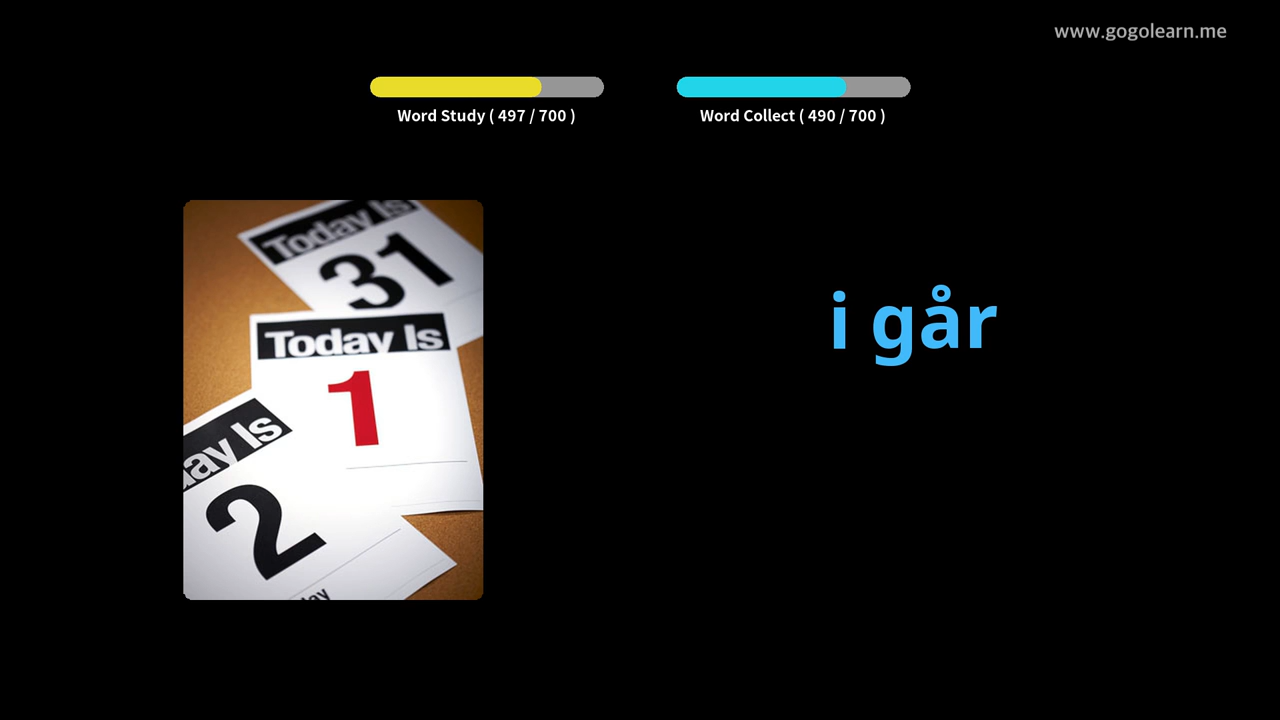 www.gogolearn.me
Word Study ( 497 / 700 )
Word Collect ( 490 / 700 )
Today Is
31
Today Is
1
i går
ay Is
2
ay